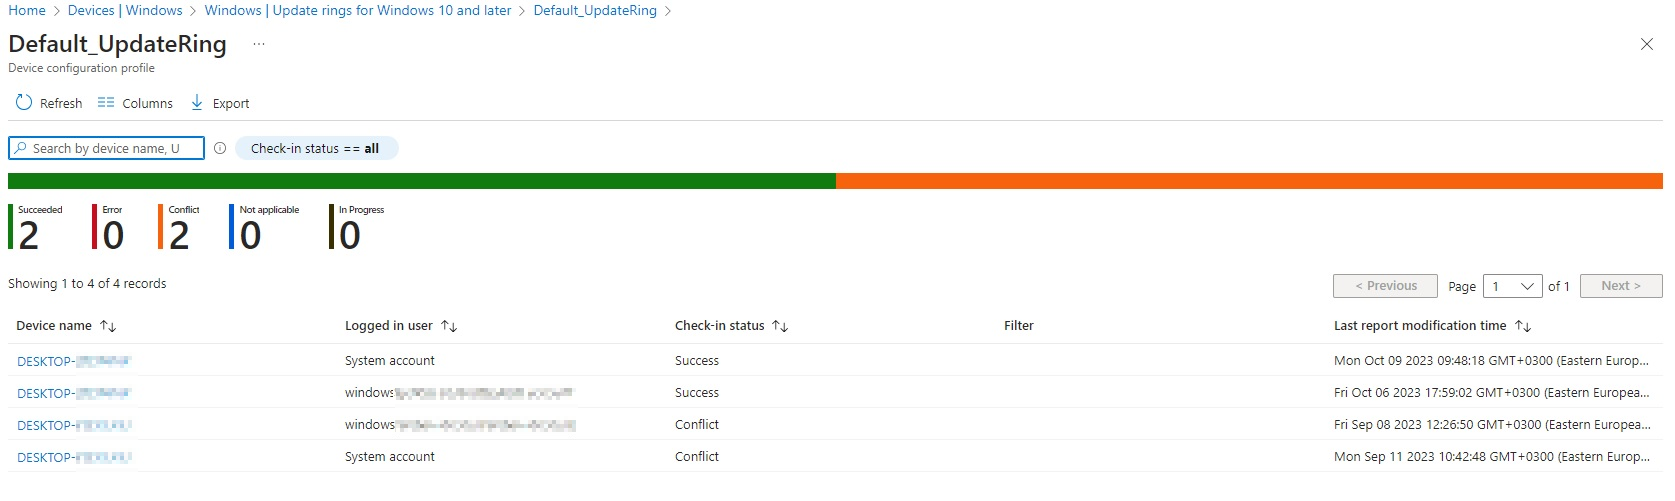 Home > Devices | Windows > Windows | Update rings for Windows 10 and later > Default_UpdateRing >
Default_UpdateRing ...
Device configuration profile
Refresh Columns Export
Search by device name, U Check-in status == all
Succeeded Error Conflict Not applicable In Progress
2 0 2 0 0
Showing 1 to 4 of 4 records < Previous Page 1 of 1 Next >
Device name Logged in user Check-in status Filter Last report modification time
DESKTOP- System account Success Mon Oct 09 2023 09:48:18 GMT+0300 (Eastern Europ...
DESKTOP- windows Success Fri Oct 06 2023 17:59:02 GMT+0300 (Eastern Europea...
DESKTOP- windows Conflict Fri Sep 08 2023 12:26:50 GMT+0300 (Eastern Europea...
DESKTOP- System account Conflict Mon Sep 11 2023 10:42:48 GMT+0300 (Eastern Europ...